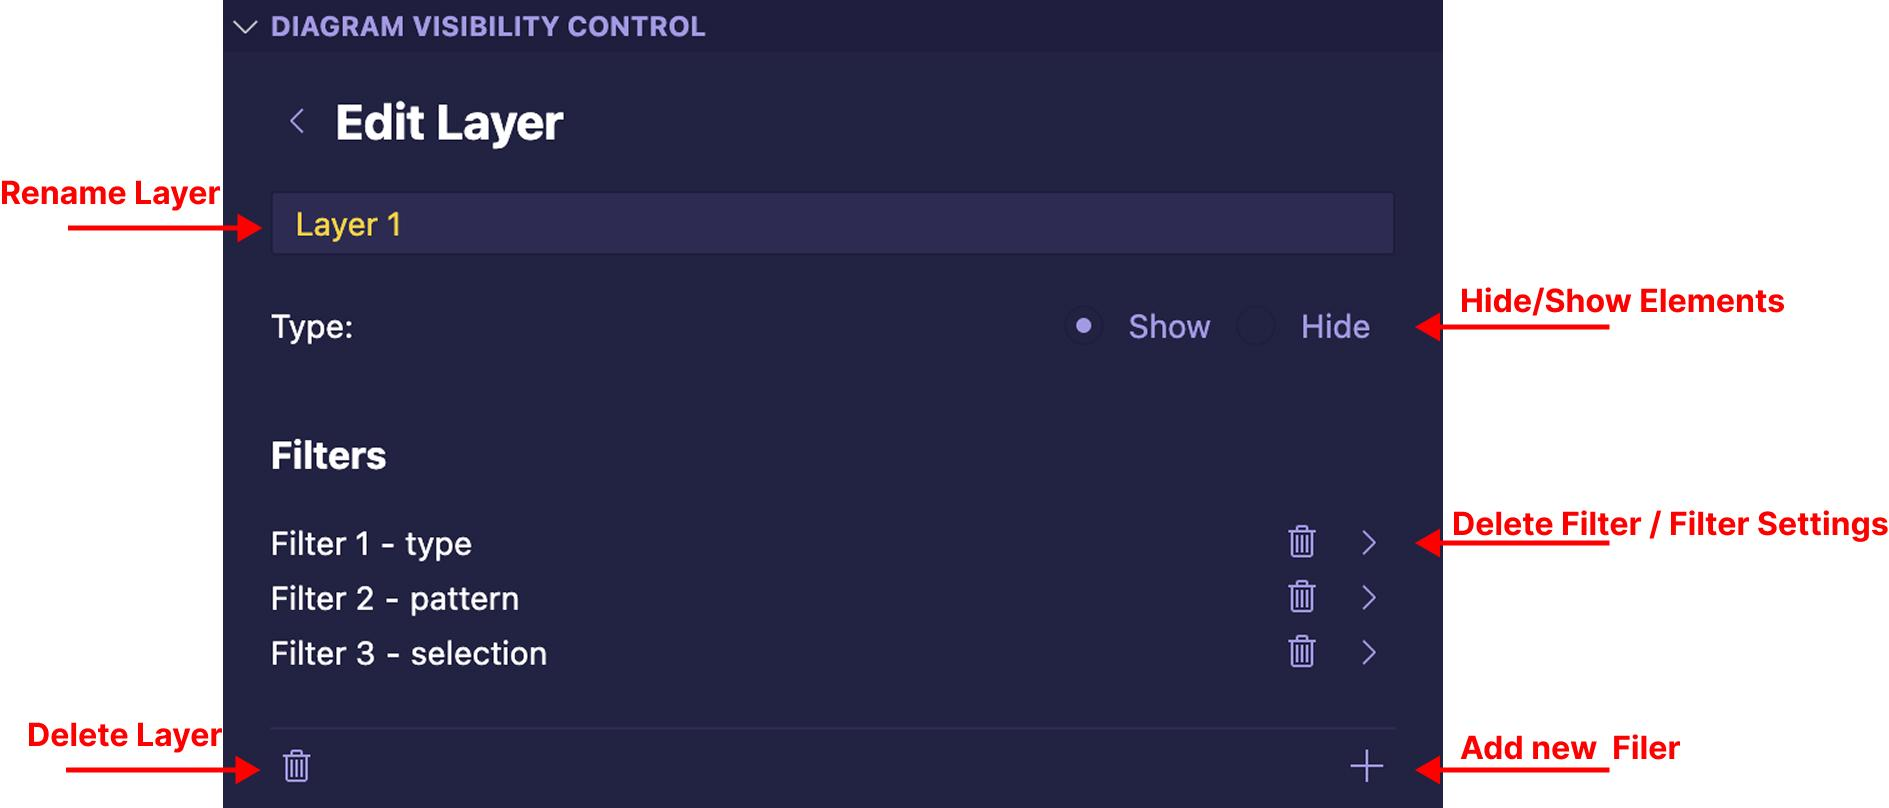 DIAGRAM VISIBILITY CONTROL
Edit Layer
Rename Layer
Layer 1
Hide/Show Elements
Type:
Show
Hide
Filters
Delete Filter / Filter Settings
Filter 1 - type
Filter 2 - pattern
Filter 3 - selection
Delete Layer
Add new  Filer